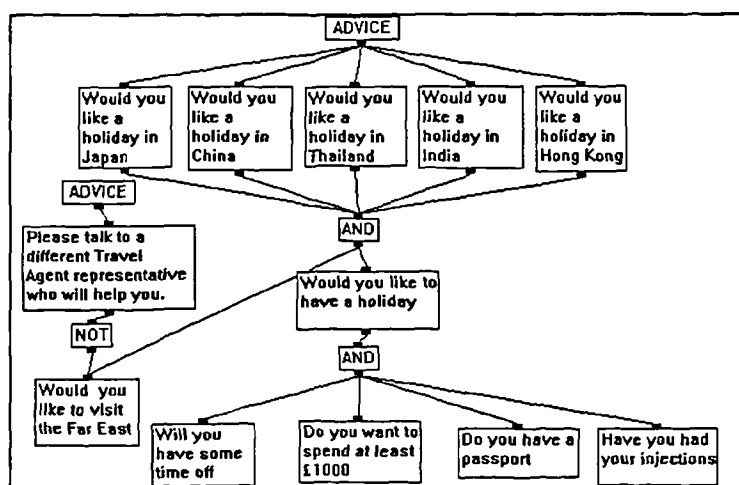 ADVICE
Would you
like a
holiday in
Japan
Would you
like a
holiday in
China
Would you
like a
holiday in
Thailand
Would you
like a
holiday in
India
Would you
like a
holiday in
Hong Kong
ADVICE
Please talk to a
different Travel
Agent representative
who will help you.
AND
Would you like to
have a holiday
NOT
AND
Would you
like to visit
the Far East
Will you
have some
time off
Do you want to
spend at least
£1000
Do you have a
passport
Have you had
your injections